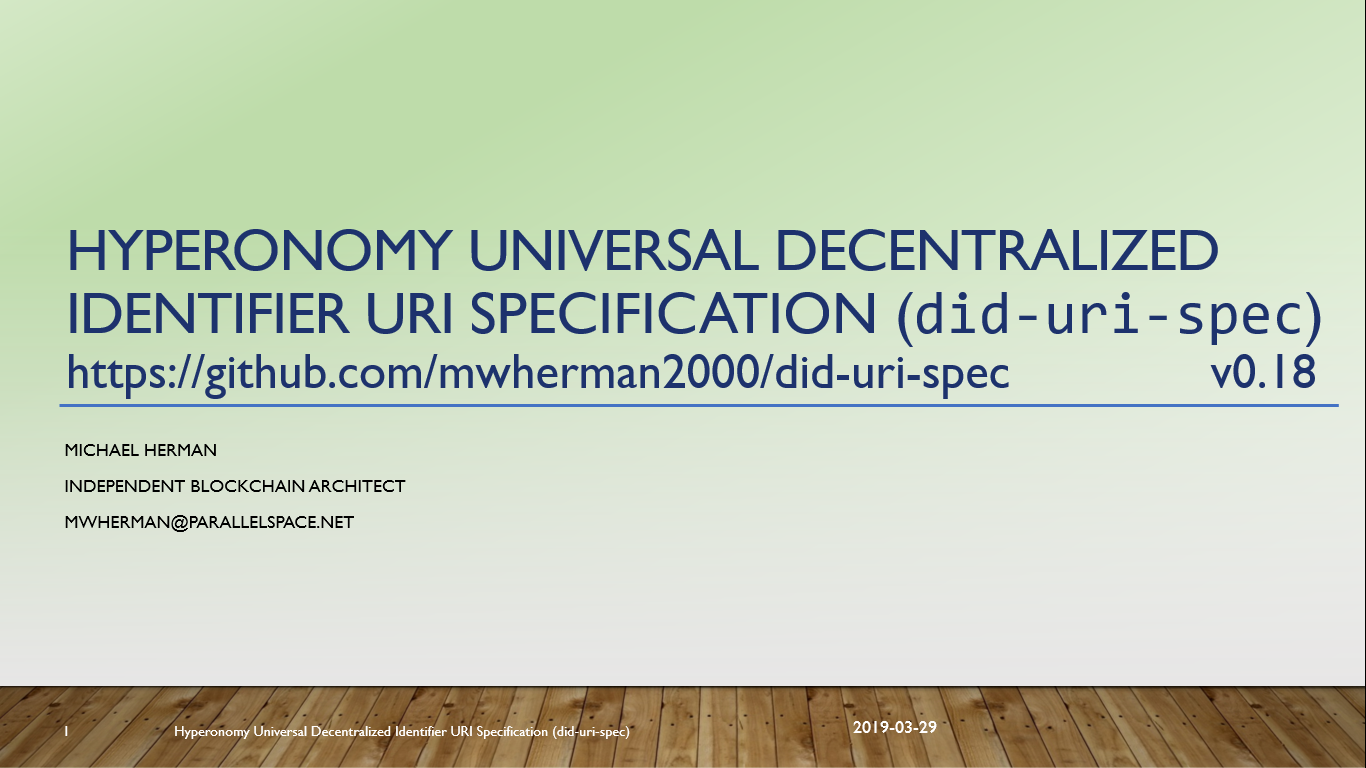 HYPERONOMY UNIVERSAL DECENTRALIZED
IDENTIFIER URI SPECIFICATION (did-uri-spec)
https://github.com/mwherman2000/did-uri-spec v0.18
MICHAEL HERMAN
INDEPENDENT BLOCKCHAIN ARCHITECT
MWHERMAN@PARALLELSPACE.NET
1 Hyperonomy Universal Decentralized Identifier URI Specification (did-uri-spec) 2019-03-29